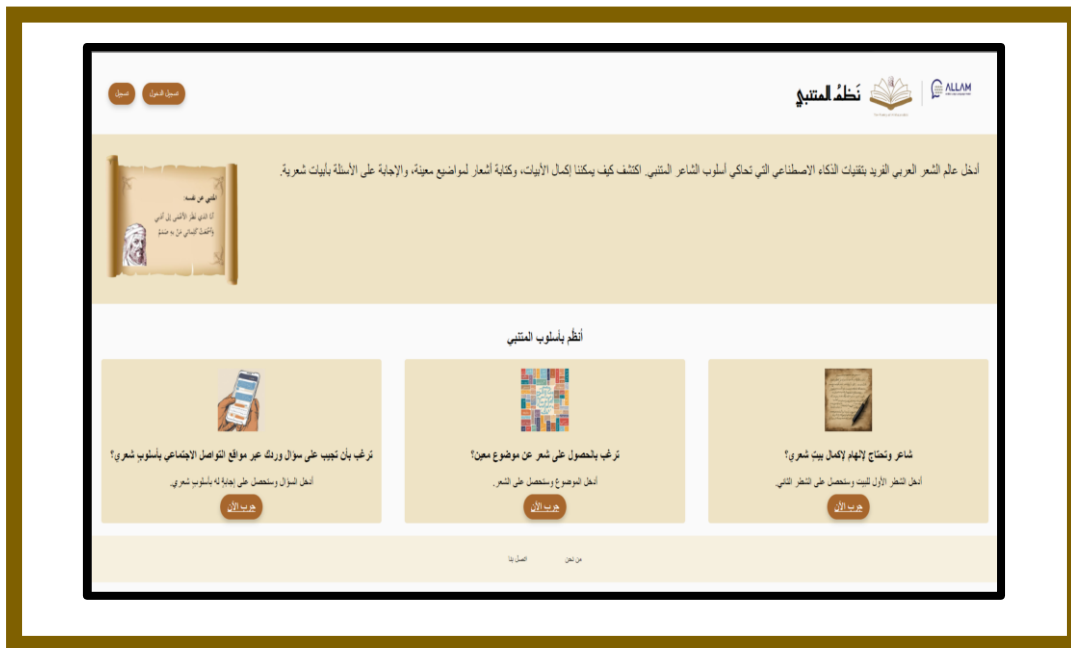 ALLAM
نَظمُ المتنبي
تسجيل الدخول
تسجيل
أدخل عالم الشعر العربي الفريد بتقنيات الذكاء الاصطناعي التي تحاكي أسلوب الشاعر المتنبي. اكتشف كيف يمكننا إكمال الأبيات، وكتابة أشعار لمواضيع معينة، والإجابة على الأسئلة بأبيات شعرية.
عن نفسه:
أنا الذي نظر الأعمى إلى أدبي
وأسمعت كلماتي من به صمم
أنظُم بأسلوب المتنبي
شاعر وتحتاج لإلهام لإكمال بيتٍ شعري؟
أدخل الشطر الأول للبيت وستحصل على الشطر الثاني.
جرب الأن
ترغب بالحصول على شعر عن موضوع معين؟
أدخل الموضوع وستحصل على الشعر.
جرب الأن
ترغب بأن تجيب على سؤال وردك عبر مواقع التواصل الاجتماعي بأسلوبٍ شعري؟
أدخل السؤال وستحصل على إجابةٍ له بأسلوبٍ شعري.
جرب الأن
من نحن
اتصل بنا